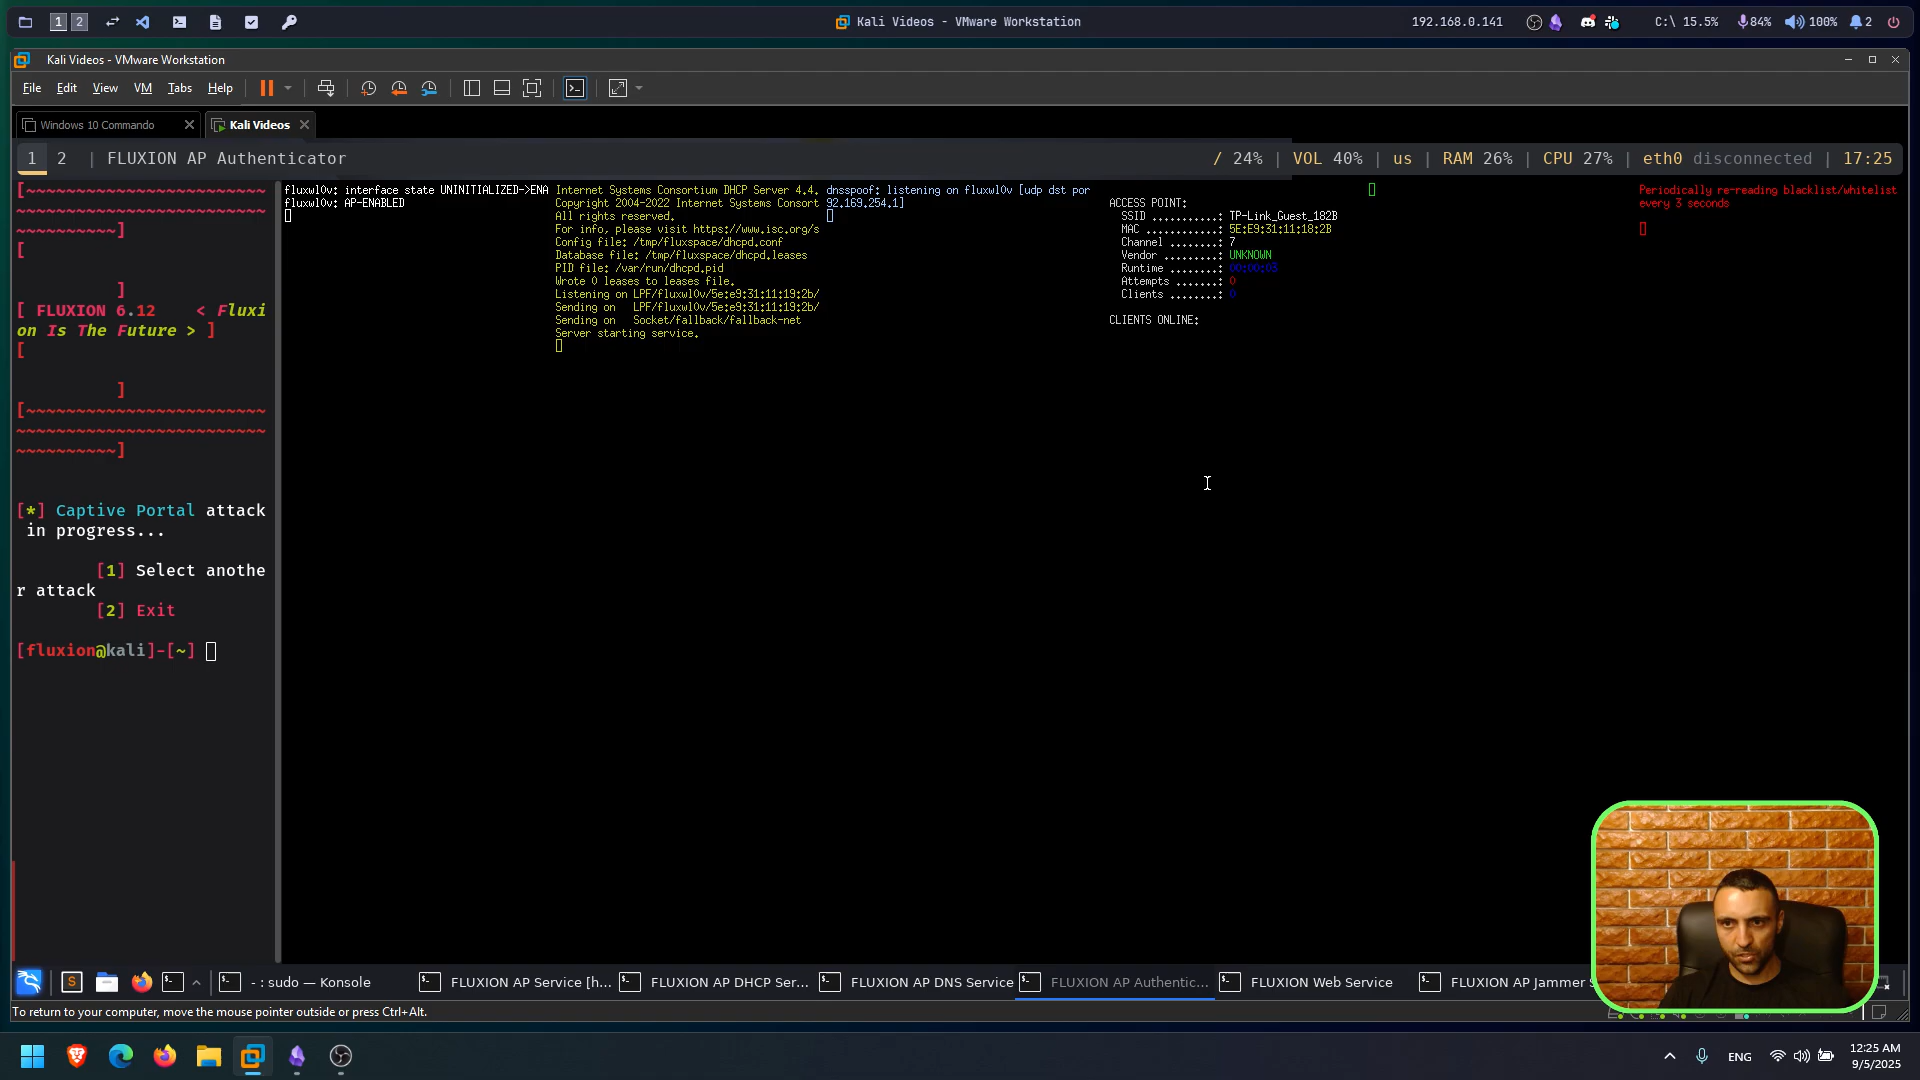 1 2
Kali Videos - VMware Workstation
192.168.0.141
C:\ 15.5%
84%
100%
2
Kali Videos - VMware Workstation
File Edit View VM Tabs Help
Windows 10 Commando
Kali Videos
1 2 | FLUXION AP Authenticator
/ 24% | VOL 40% | us | RAM 26% | CPU 27% | eth0 disconnected | 17:25
[~~~~~~~~~~~~~~~~~~~~~~~~
~~~~~~~~~~~~~~~~~~~~~~~~~
~~~~~~~~~~]
[
]
[ FLUXION 6.12 < Fluxi
on Is The Future > ]
[
]
[~~~~~~~~~~~~~~~~~~~~~~~~
~~~~~~~~~~~~~~~~~~~~~~~~~
~~~~~~~~~~]
[*] Captive Portal attack
in progress...
[1] Select anothe
r attack
[2] Exit
[fluxion@kali]-[~]
fluxwl0v: interface state UNINITIALIZED->ENA
fluxwl0v: AP-ENABLED
Internet Systems Consortium DHCP Server 4.4.
Copyright 2004-2022 Internet Systems Consort
All rights reserved.
For info, please visit https://www.isc.org/s
Config file: /tmp/fluxspace/dhcpd.conf
Database file: /tmp/fluxspace/dhcpd.leases
PID file: /var/run/dhcpd.pid
Wrote 0 leases to leases file.
Listening on LPF/fluxwl0v/5e:e9:31:11:19:2b/
Sending on   LPF/fluxwl0v/5e:e9:31:11:19:2b/
Sending on   Socket/fallback/fallback-net
Server starting service.
dnsspoof: listening on fluxwl0v [udp dst por
92.169.254.1]
ACCESS POINT:
SSID ...........: TP-Link_Guest_182B
MAC ............: 5E:E9:31:11:18:2B
Channel ........: 7
Vendor .........: UNKNOWN
Runtime ........: 00:00:03
Attempts .......: 0
Clients ........: 0
CLIENTS ONLINE:
Periodically re-reading blacklist/whitelist
every 3 seconds
- : sudo — Konsole
FLUXION AP Service [h...
FLUXION AP DHCP Ser...
FLUXION AP DNS Service
FLUXION AP Authentic...
FLUXION Web Service
FLUXION AP Jammer
To return to your computer, move the mouse pointer outside or press Ctrl+Alt.
ENG
12:25 AM
9/5/2025